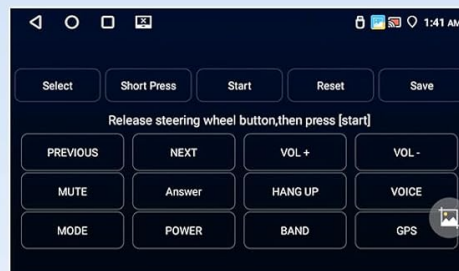 1:41 AM
Select Short Press Start Reset Save
Release steering wheel button,then press [start]
PREVIOUS NEXT VOL + VOL -
MUTE Answer HANG UP VOICE
MODE POWER BAND GPS